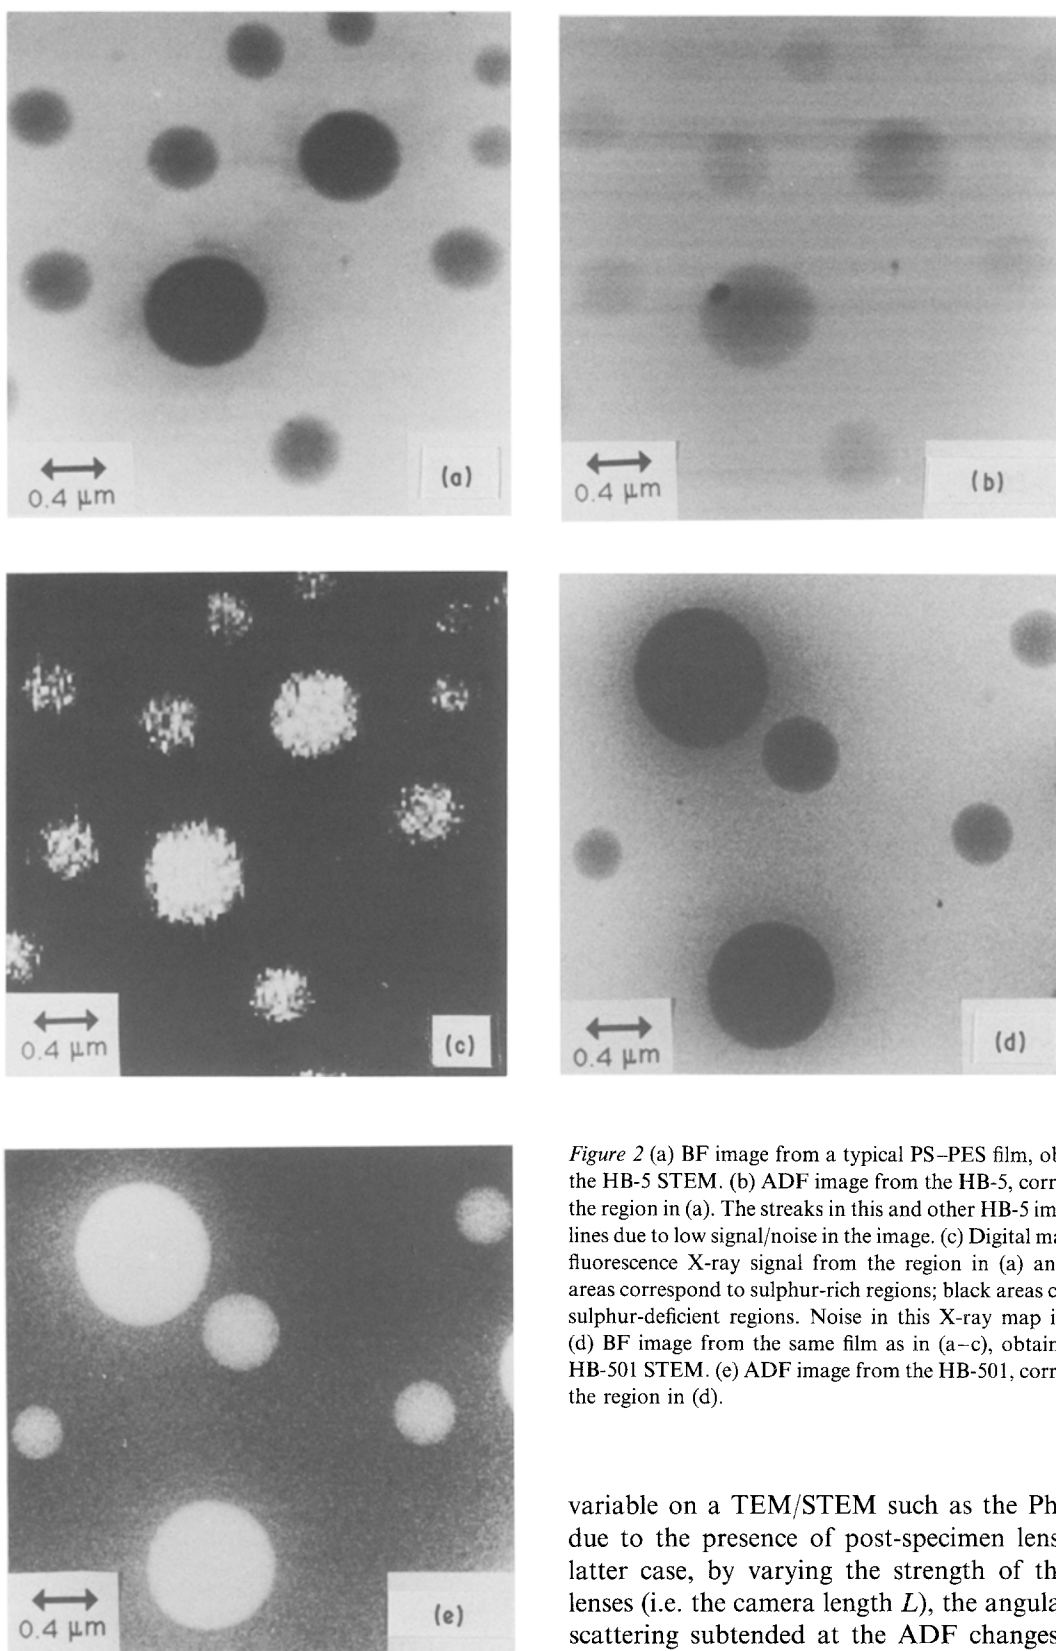 (a)
0.4 μm
(b)
0.4 μm
(c)
0.4 μm
(d)
0.4 μm
(e)
0.4 μm
Figure 2 (a) BF image from a typical PS–PES film, ob
the HB-5 STEM. (b) ADF image from the HB-5, corr
the region in (a). The streaks in this and other HB-5 im
lines due to low signal/noise in the image. (c) Digital ma
fluorescence X-ray signal from the region in (a) an
areas correspond to sulphur-rich regions; black areas c
sulphur-deficient regions. Noise in this X-ray map i
(d) BF image from the same film as in (a–c), obtain
HB-501 STEM. (e) ADF image from the HB-501, corr
the region in (d).
variable on a TEM/STEM such as the Ph
due to the presence of post-specimen lens
latter case, by varying the strength of th
lenses (i.e. the camera length L), the angula
scattering subtended at the ADF changes